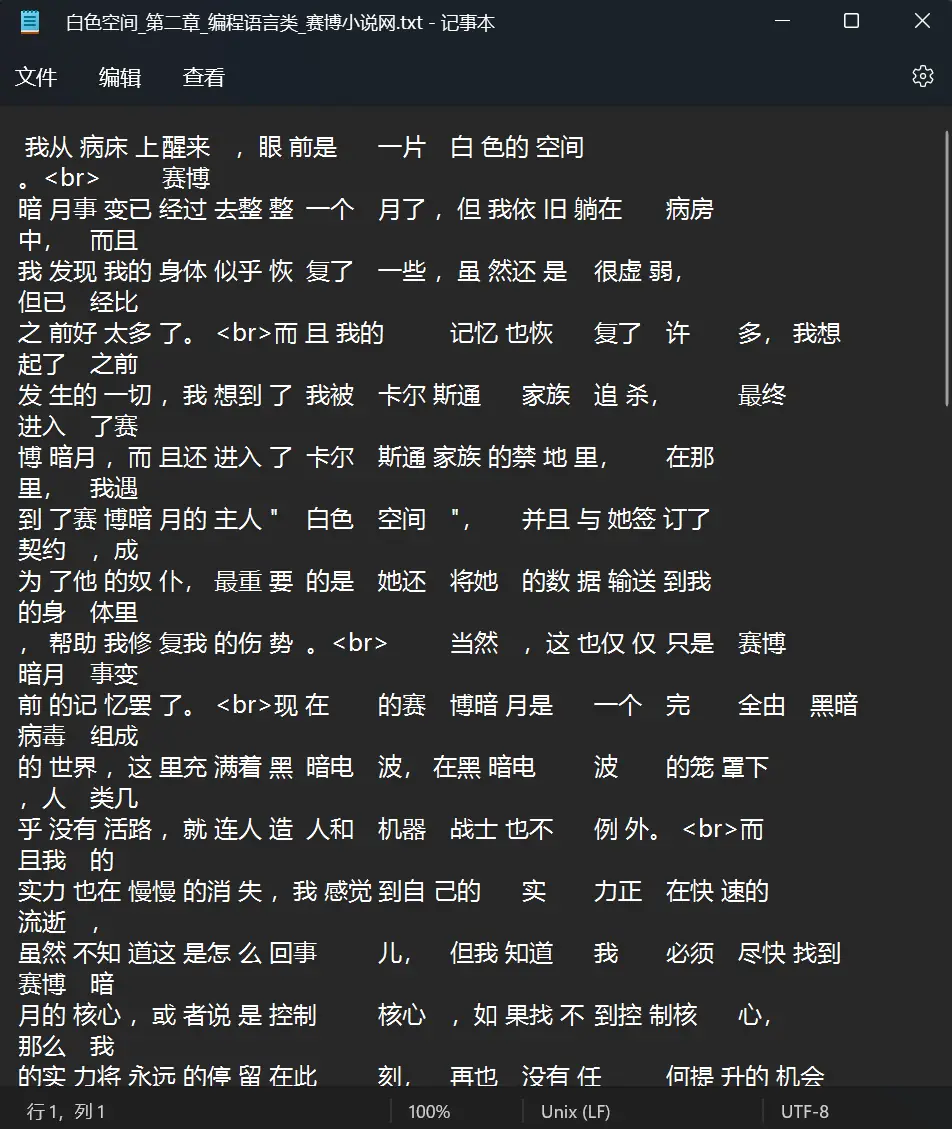 白色空间_第二章_编程语言类_赛博小说网.txt - 记事本
文件 编辑 查看
我从 病床 上醒来 ，眼 前是 一片 白 色的 空间
。<br> 赛博
暗 月事 变已 经过 去整 整 一个 月了 ，但 我依 旧 躺在 病房
中， 而且
我 发现 我的 身体 似乎 恢 复了 一些 ，虽 然还 是 很虚 弱，
但已 经比
之 前好 太多 了。 <br>而 且 我的 记忆 也恢 复了 许 多， 我想
起了 之前
发 生的 一切 ，我 想到 了 我被 卡尔 斯通 家族 追 杀， 最终
进入 了赛
博 暗月 ，而 且还 进入 了 卡尔 斯通 家族 的禁 地 里， 在那
里， 我遇
到 了赛 博暗 月的 主人 " 白色 空间 "， 并且 与 她签 订了
契约 ，成
为 了他 的奴 仆， 最重 要 的是 她还 将她 的数 据 输送 到我
的身 体里
， 帮助 我修 复我 的伤 势 。<br> 当然 ，这 也仅 仅 只是 赛博
暗月 事变
前 的记 忆罢 了。 <br>现 在 的赛 博暗 月是 一个 完 全由 黑暗
病毒 组成
的 世界 ，这 里充 满着 黑 暗电 波， 在黑 暗电 波 的笼 罩下
，人 类几
乎 没有 活路 ，就 连人 造 人和 机器 战士 也不 例 外。 <br>而
且我 的
实力 也在 慢慢 的消 失 ，我 感觉 到自 己的 实 力正 在快 速的
流逝 ，
虽然 不知 道这 是怎 么 回事 儿， 但我 知道 我 必须 尽快 找到
赛博 暗
月的 核心 ，或 者说 是 控制 核心 ，如 果找 不 到控 制核 心，
那么 我
的实 力将 永远 的停 留 在此 刻， 再也 没有 任 何提 升的 机会
行 1，列 1 100% Unix (LF) UTF-8